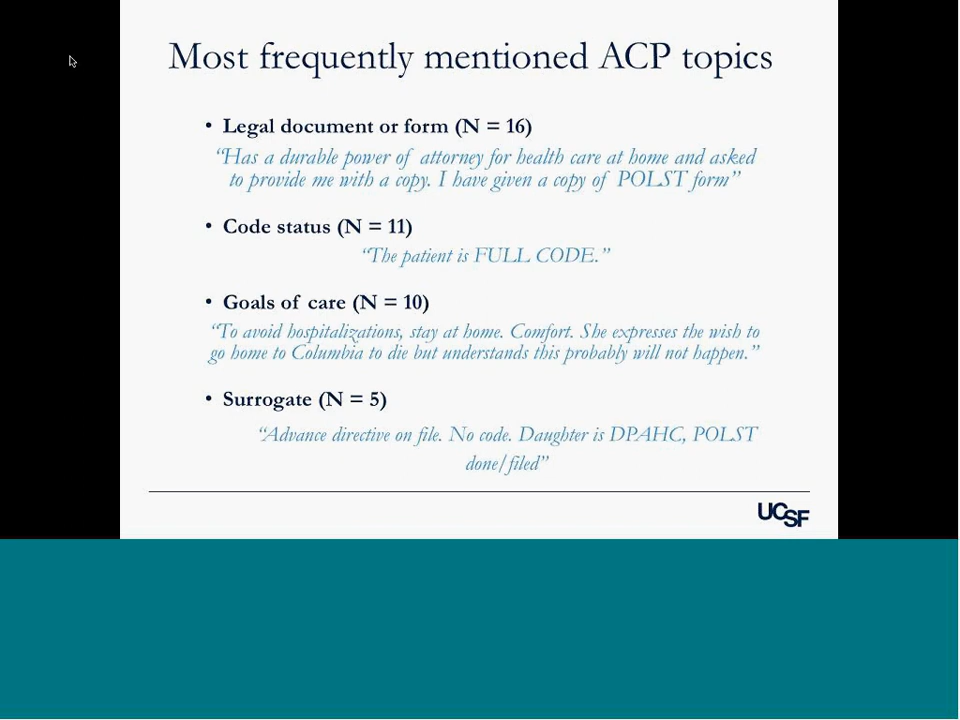 Most frequently mentioned ACP topics
• Legal document or form (N = 16)
“Has a durable power of attorney for health care at home and asked
to provide me with a copy. I have given a copy of POLST form”
• Code status (N = 11)
“The patient is FULL CODE.”
• Goals of care (N = 10)
“To avoid hospitalizations, stay at home. Comfort. She expresses the wish to
go home to Columbia to die but understands this probably will not happen.”
• Surrogate (N = 5)
“Advance directive on file. No code. Daughter is DPAHC, POLST
done/filed”
UCSF